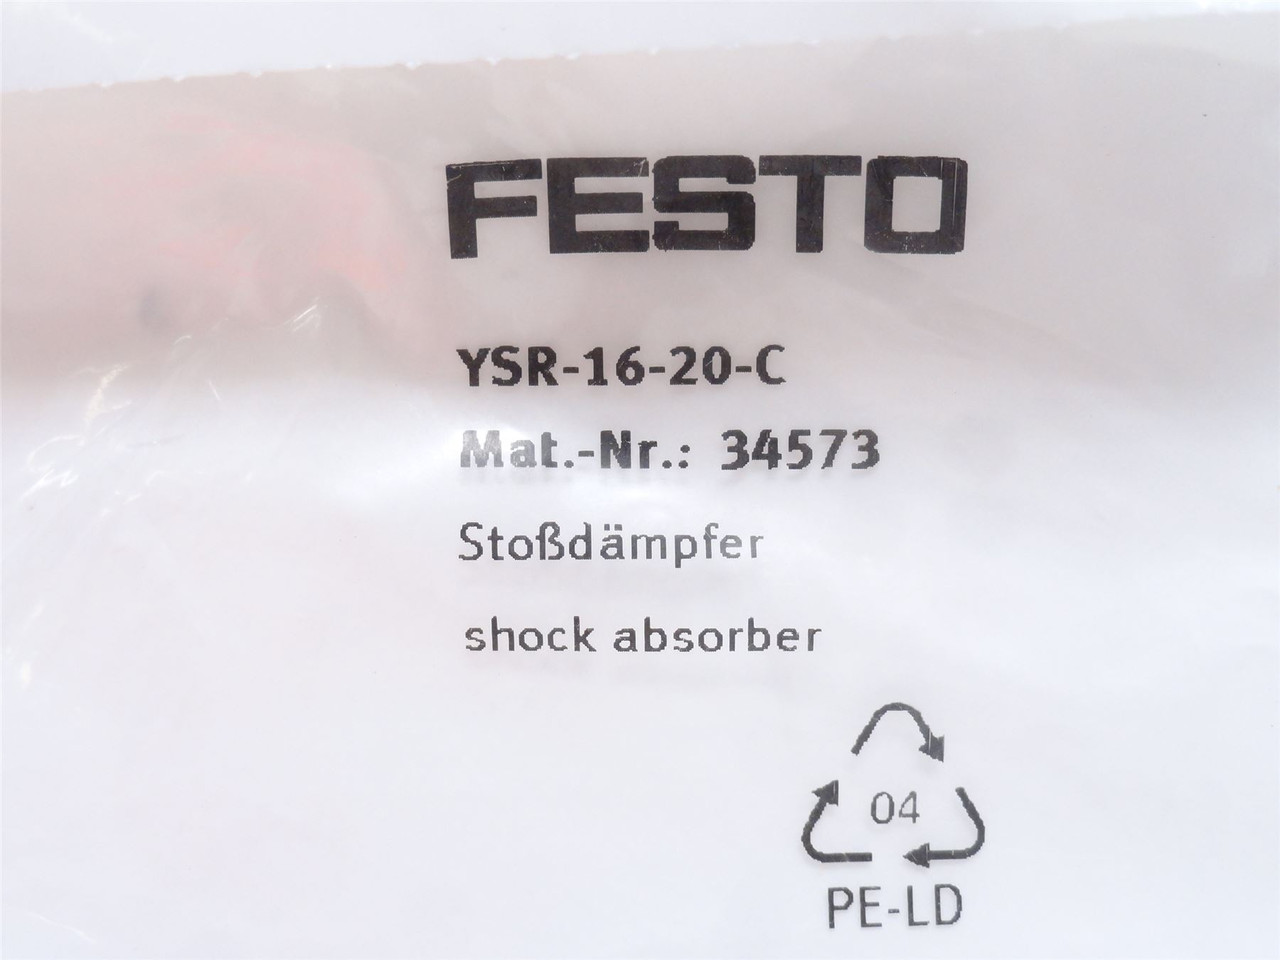 FESTO
YSR-16-20-C
Mat.-Nr.: 34573
Stoßdämpfer
shock absorber
04
PE-LD